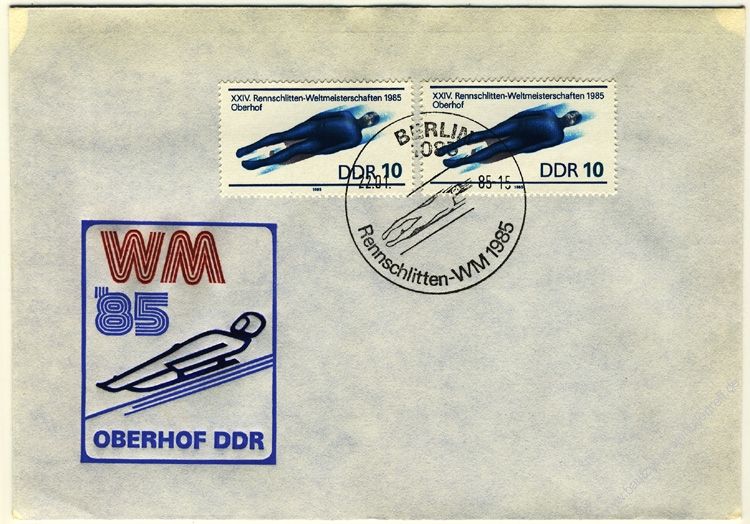 XXIV. Rennschlitten-Weltmeisterschaften 1985
Oberhof
DDR 10
1985
XXIV. Rennschlitten-Weltmeisterschaften 1985
Oberhof
DDR 10
1985
BERLIN
1085
22.01. 85-15
Rennschlitten-WM 1985
WM
'85
OBERHOF DDR